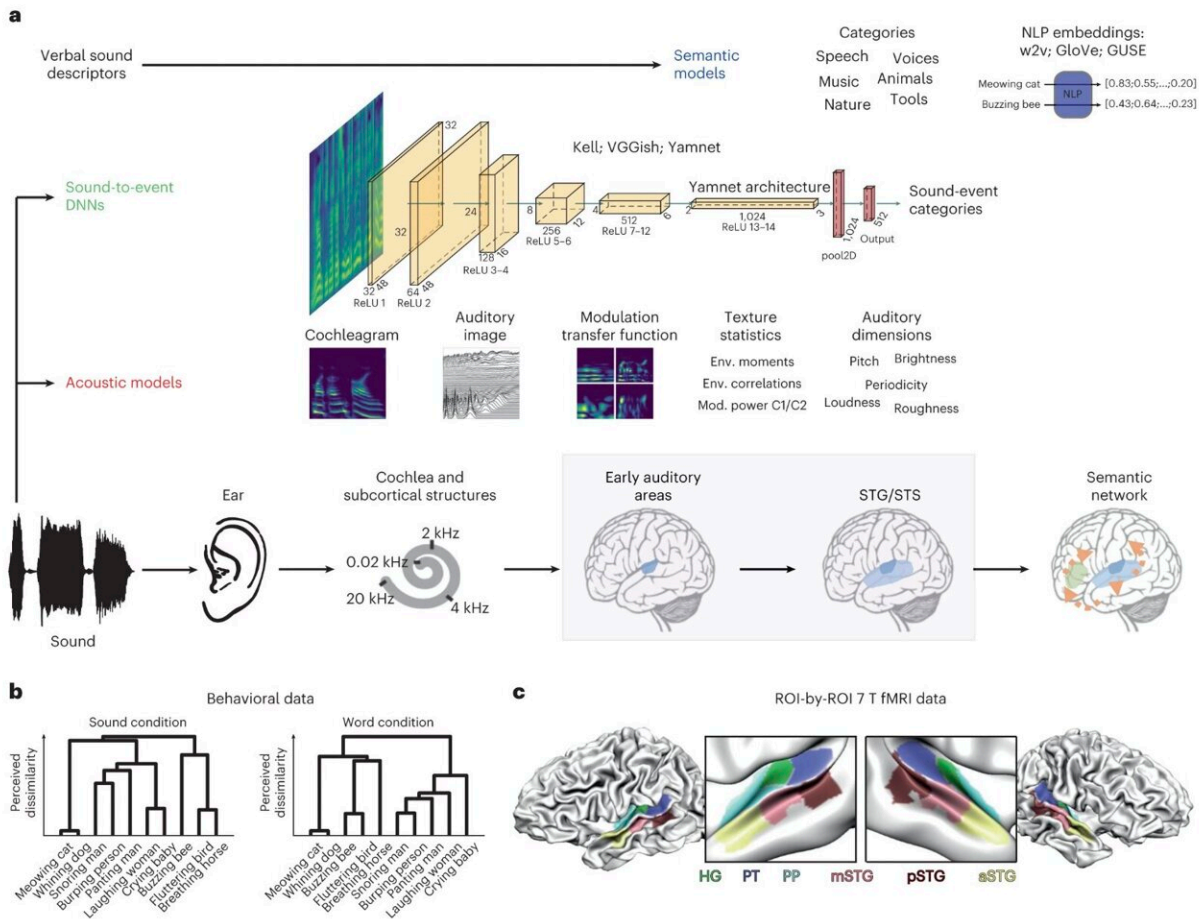 a
Verbal sound
descriptors
Semantic
models
Categories
Speech
Voices
Music
Animals
Nature
Tools
NLP embeddings:
w2v; GloVe; GUSE
Meowing cat
NLP
[0.83;0.55;...;0.20]
Buzzing bee
[0.43;0.64;...;0.23]
Sound-to-event
DNNs
Kell; VGGish; Yamnet
Yamnet architecture
Sound-event
categories
32
32
24
8
4
2
3
32
48
ReLU 1
64
48
ReLU 2
128
16
ReLU 3–4
256
12
ReLU 5–6
512
6
ReLU 7–12
1,024
ReLU 13–14
1,024
pool2D
512
Output
Acoustic models
Cochleagram
Auditory
image
Modulation
transfer function
Texture
statistics
Env. moments
Env. correlations
Mod. power C1/C2
Auditory
dimensions
Pitch
Brightness
Periodicity
Loudness
Roughness
Sound
Ear
Cochlea and
subcortical structures
2 kHz
0.02 kHz
20 kHz
4 kHz
Early auditory
areas
STG/STS
Semantic
network
b
Behavioral data
Sound condition
Perceived
dissimilarity
Meowing cat
Whining dog
Snoring man
Burping person
Panting man
Laughing woman
Crying baby
Buzzing bee
Fluttering bird
Breathing horse
Word condition
Perceived
dissimilarity
Meowing cat
Whining dog
Buzzing bee
Fluttering bird
Breathing horse
Snoring man
Burping person
Panting man
Laughing woman
Crying baby
c
ROI-by-ROI 7 T fMRI data
HG PT PP mSTG pSTG aSTG